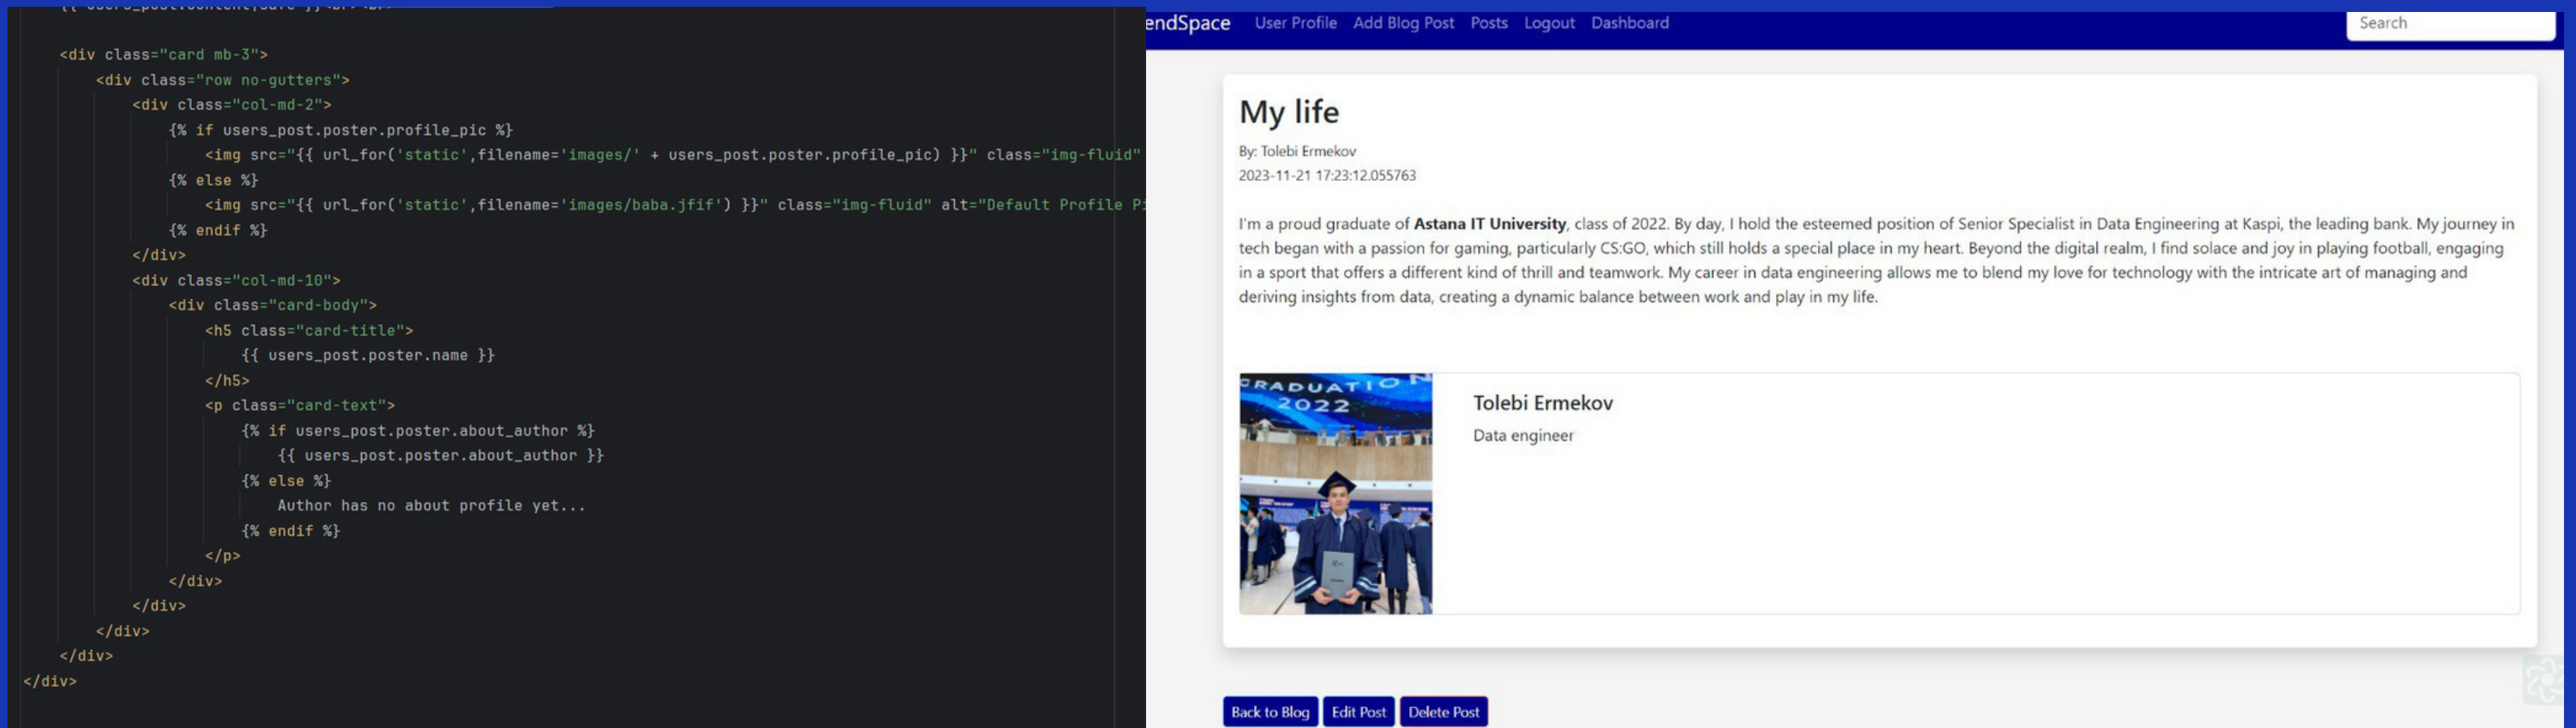 {{ users_post.content|safe }}<br><br>
<div class="card mb-3">
<div class="row no-gutters">
<div class="col-md-2">
{% if users_post.poster.profile_pic %}
<img src="{{ url_for('static',filename='images/' + users_post.poster.profile_pic) }}" class="img-fluid"
{% else %}
<img src="{{ url_for('static',filename='images/baba.jfif') }}" class="img-fluid" alt="Default Profile Pi
{% endif %}
</div>
<div class="col-md-10">
<div class="card-body">
<h5 class="card-title">
{{ users_post.poster.name }}
</h5>
<p class="card-text">
{% if users_post.poster.about_author %}
{{ users_post.poster.about_author }}
{% else %}
Author has no about profile yet...
{% endif %}
</p>
</div>
</div>
</div>
</div>
</div>
endSpace User Profile Add Blog Post Posts Logout Dashboard Search
My life
By: Tolebi Ermekov
2023-11-21 17:23:12.055763
I'm a proud graduate of Astana IT University, class of 2022. By day, I hold the esteemed position of Senior Specialist in Data Engineering at Kaspi, the leading bank. My journey in
tech began with a passion for gaming, particularly CS:GO, which still holds a special place in my heart. Beyond the digital realm, I find solace and joy in playing football, engaging
in a sport that offers a different kind of thrill and teamwork. My career in data engineering allows me to blend my love for technology with the intricate art of managing and
deriving insights from data, creating a dynamic balance between work and play in my life.
GRADUATION
2022
Tolebi Ermekov
Data engineer
Back to Blog Edit Post Delete Post